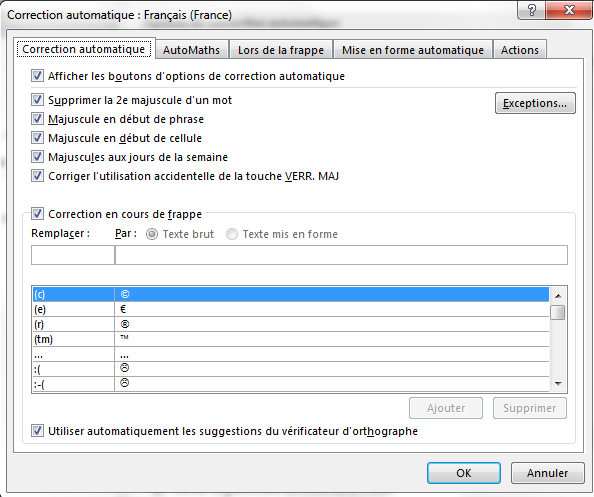 Correction automatique : Français (France)
Correction automatique AutoMaths Lors de la frappe Mise en forme automatique Actions
Afficher les boutons d'options de correction automatique
Supprimer la 2e majuscule d'un mot Exceptions...
Majuscule en début de phrase
Majuscule en début de cellule
Majuscules aux jours de la semaine
Corriger l'utilisation accidentelle de la touche VERR. MAJ
Correction en cours de frappe
Remplacer : Par : Texte brut Texte mis en forme
(c) ©
(e) €
(r) ®
(tm) ™
... ...
:( ☹
:-( ☹
Ajouter Supprimer
Utiliser automatiquement les suggestions du vérificateur d'orthographe
OK Annuler